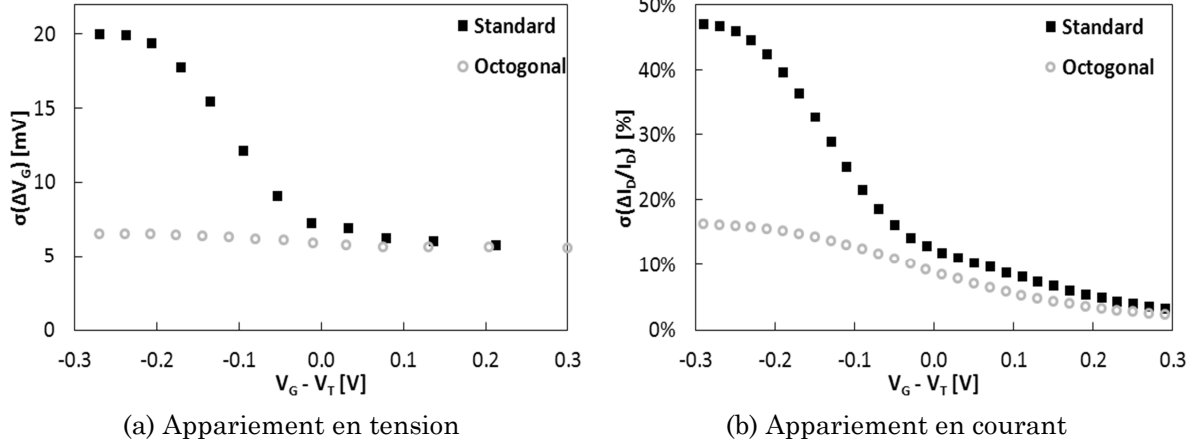 20
15
10
5
0
-0.3 -0.2 -0.1 0.0 0.1 0.2 0.3
σ(ΔV_G) [mV]
V_G - V_T [V]
Standard
Octogonal
(a) Appariement en tension
50%
40%
30%
20%
10%
0%
-0.3 -0.2 -0.1 0.0 0.1 0.2 0.3
σ(ΔI_D/I_D) [%]
V_G - V_T [V]
Standard
Octogonal
(b) Appariement en courant